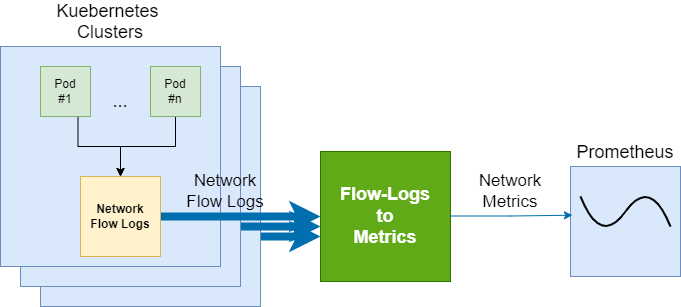 Kuebernetes
Clusters
Pod
#1
...
Pod
#n
Network
Flow Logs
Network
Flow Logs
Flow-Logs
to
Metrics
Network
Metrics
Prometheus